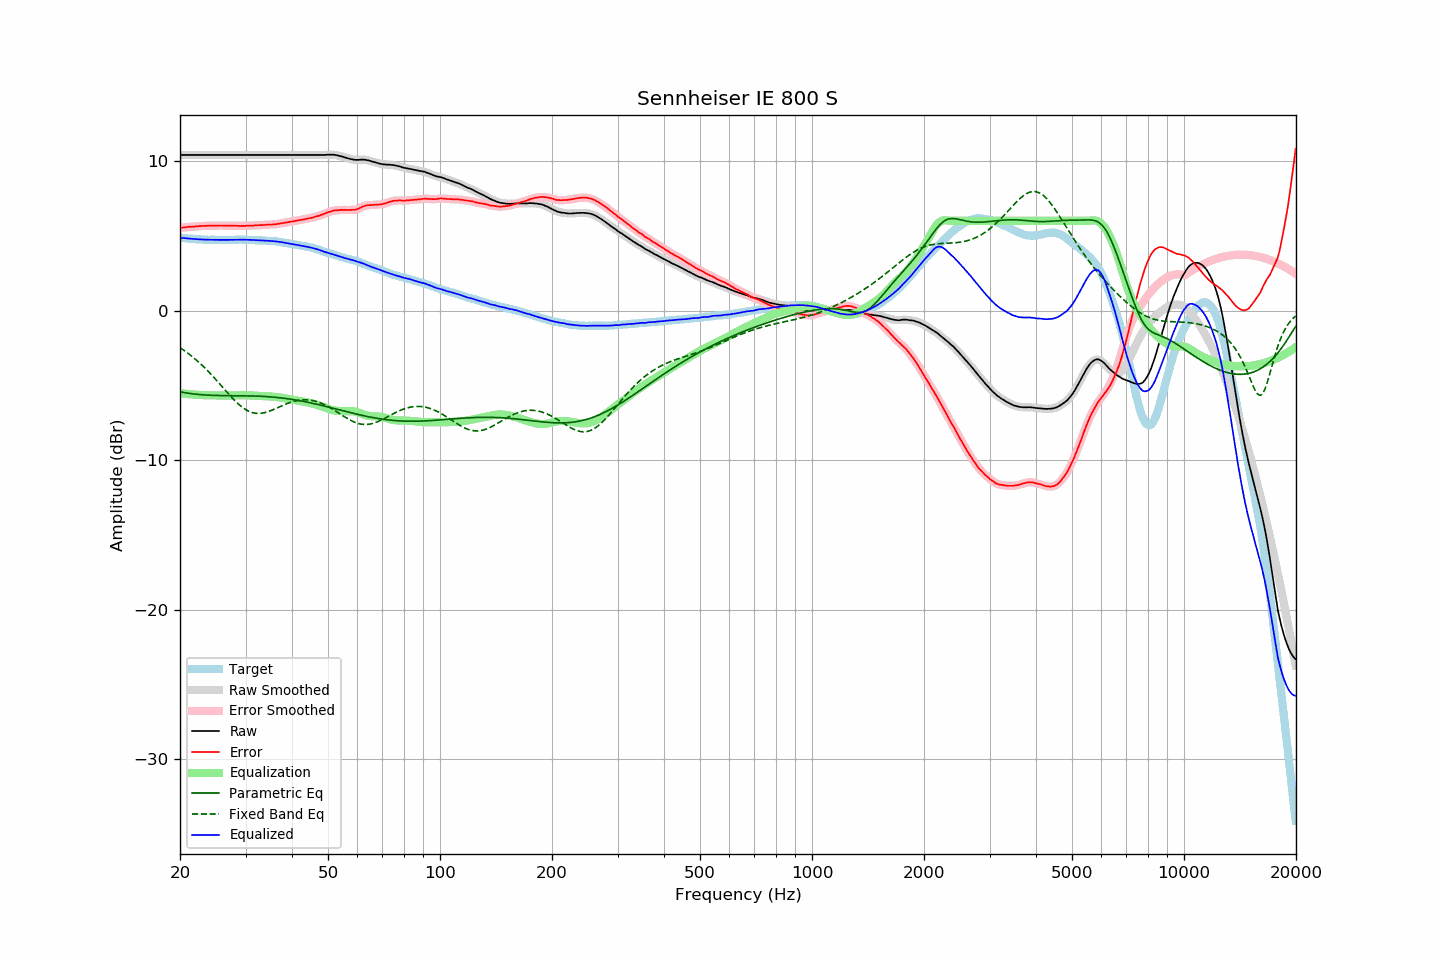 Sennheiser IE 800 S
10
0
−10
−20
−30
Amplitude (dBr)
Target
Raw Smoothed
Error Smoothed
Raw
Error
Equalization
Parametric Eq
Fixed Band Eq
Equalized
20 50 100 200 500 1000 2000 5000 10000 20000
Frequency (Hz)